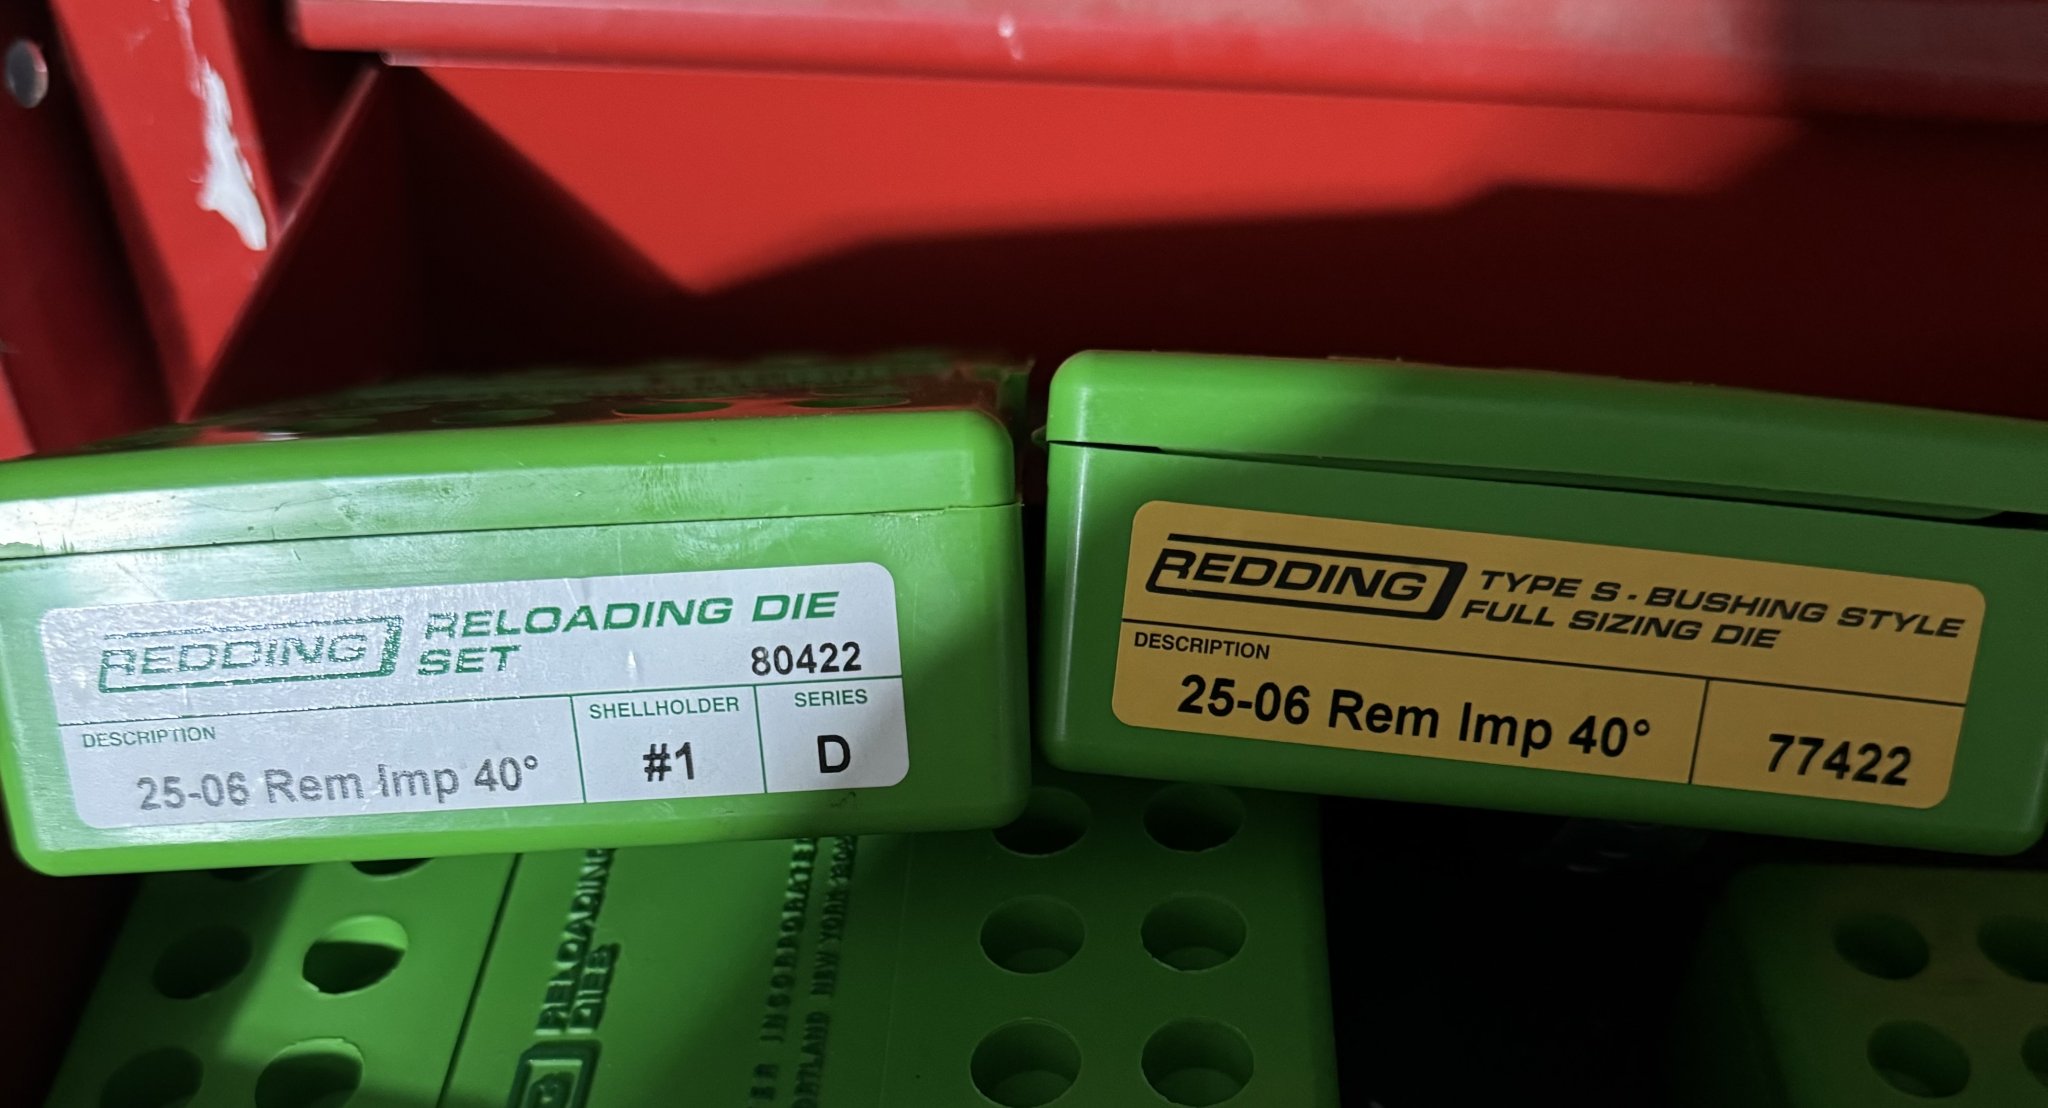 REDDING RELOADING DIE
SET 80422
DESCRIPTION SHELLHOLDER SERIES
25-06 Rem Imp 40° #1 D
REDDING TYPE S - BUSHING STYLE
FULL SIZING DIE
DESCRIPTION
25-06 Rem Imp 40° 77422
RELOADING
DIES